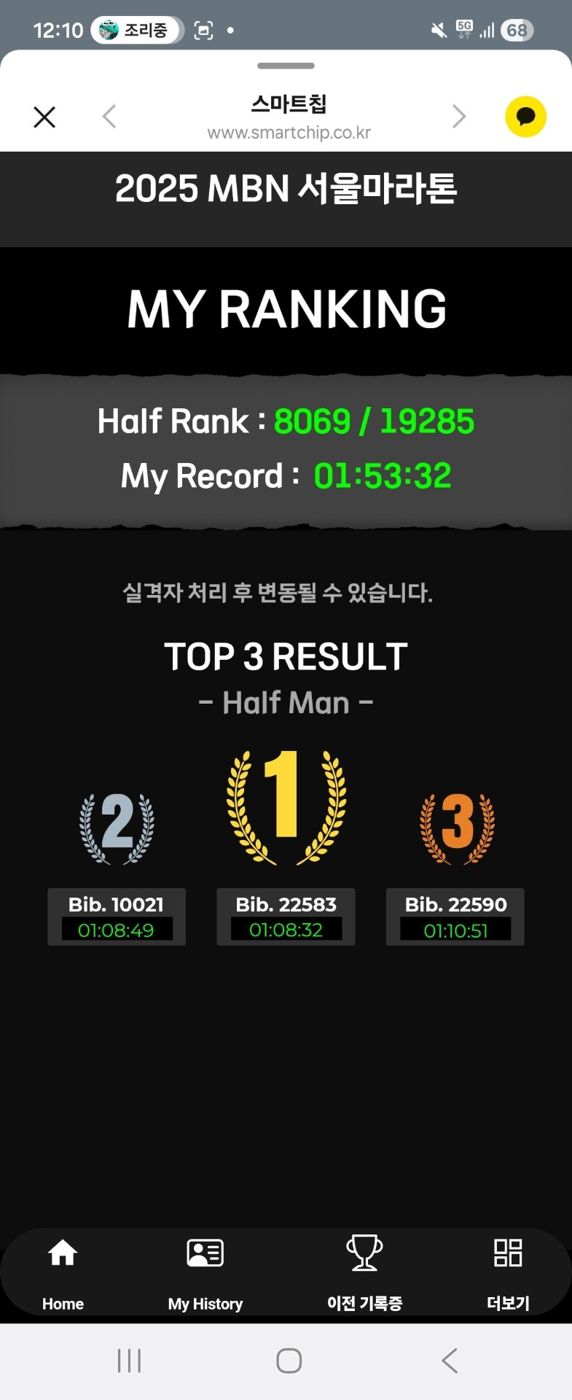 12:10 조리중 5G 68
스마트칩
www.smartchip.co.kr
2025 MBN 서울마라톤
MY RANKING
Half Rank : 8069 / 19285
My Record : 01:53:32
실격자 처리 후 변동될 수 있습니다.
TOP 3 RESULT
- Half Man -
2 1 3
Bib. 10021 Bib. 22583 Bib. 22590
01:08:49 01:08:32 01:10:51
Home My History 이전 기록증 더보기